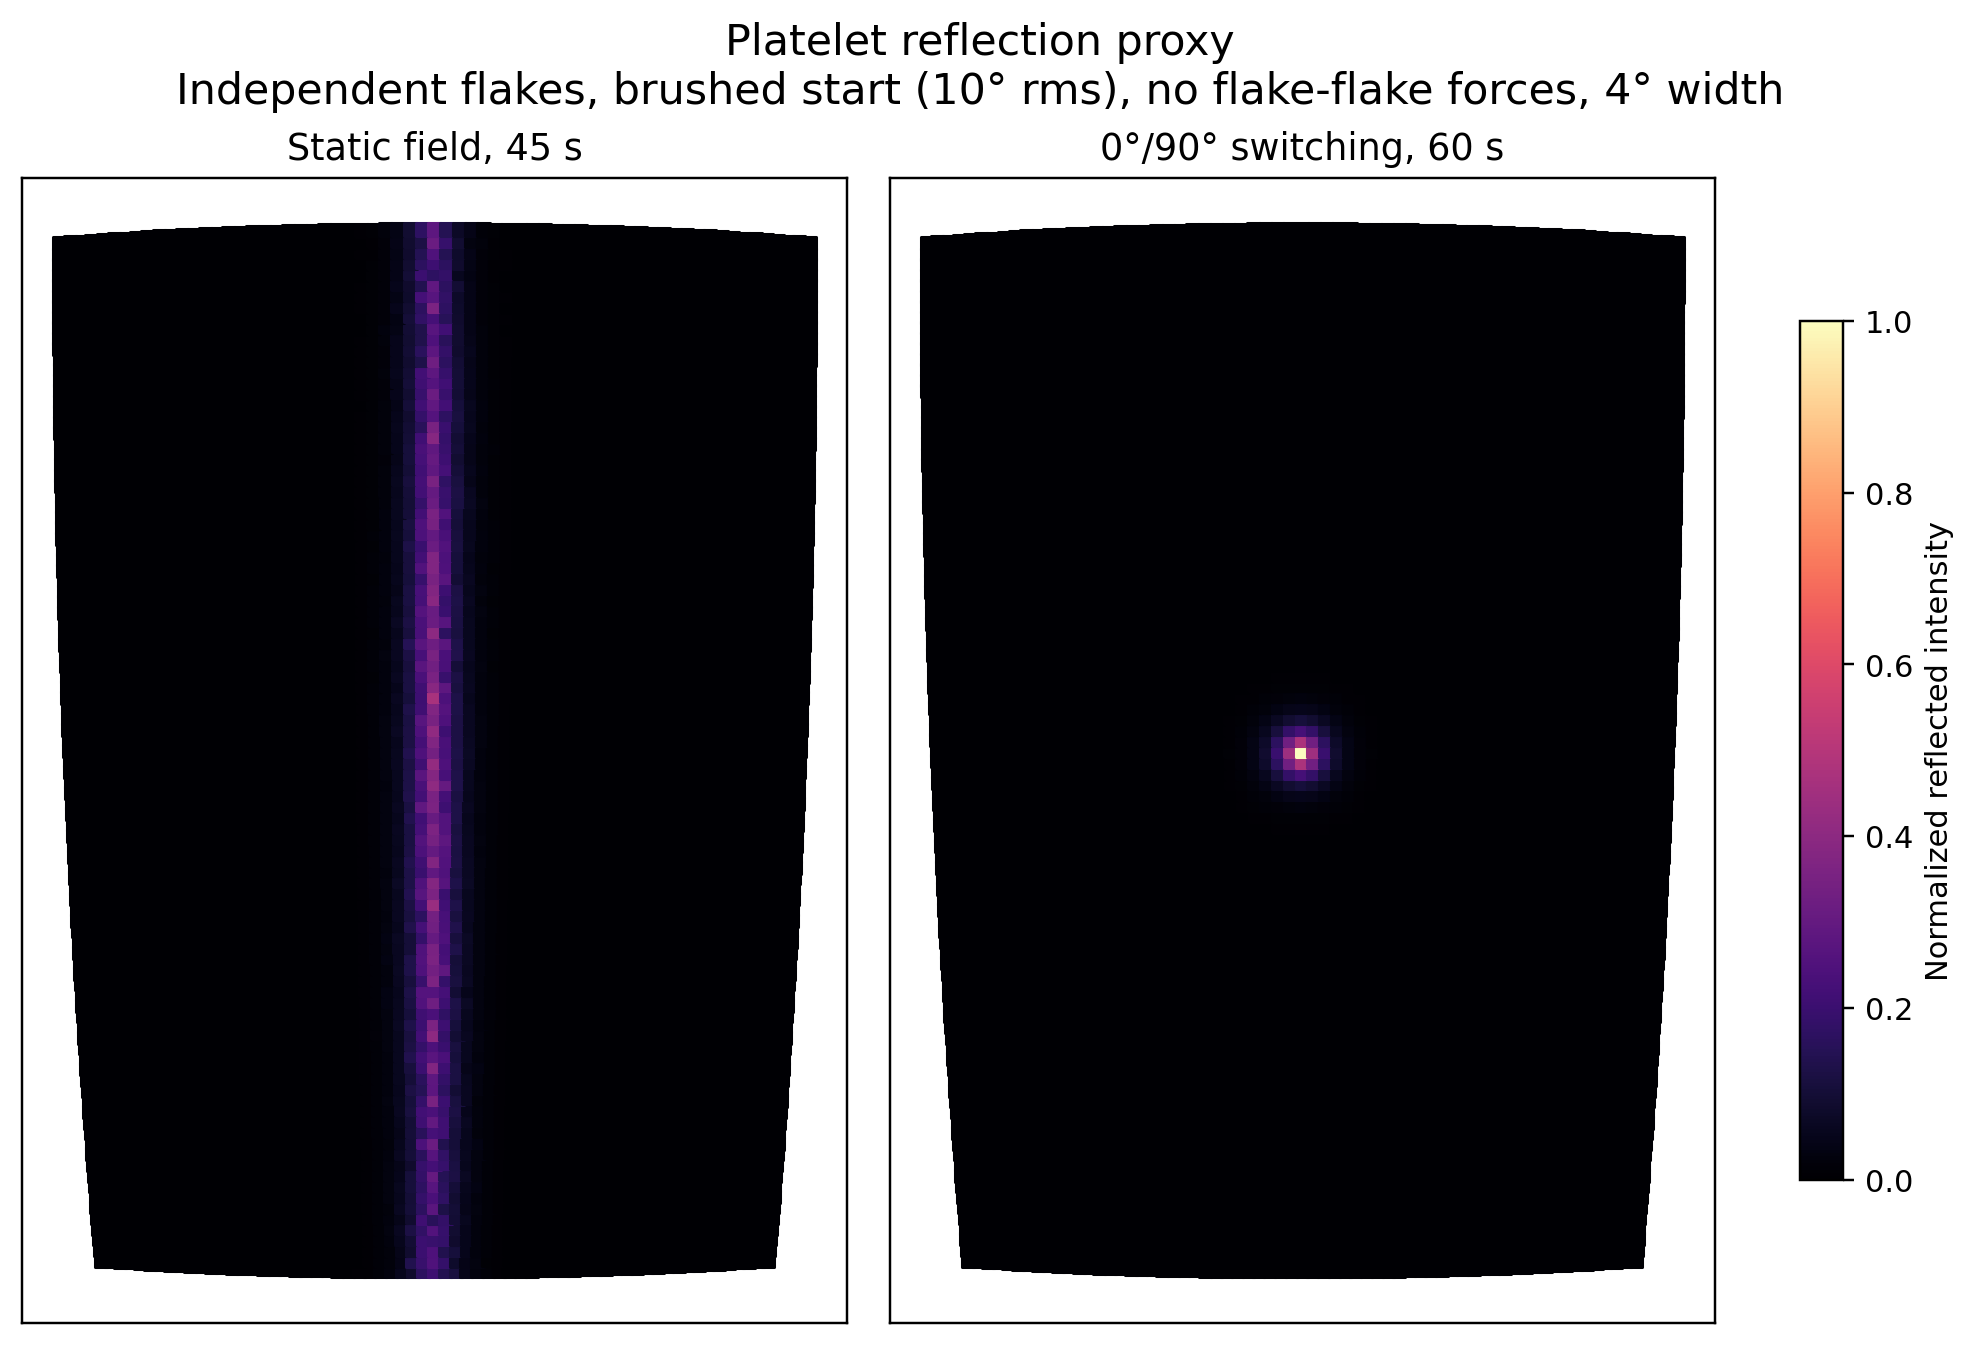 Platelet reflection proxy
Independent flakes, brushed start (10° rms), no flake-flake forces, 4° width
Static field, 45 s
0°/90° switching, 60 s
1.0
0.8
0.6
0.4
0.2
0.0
Normalized reflected intensity